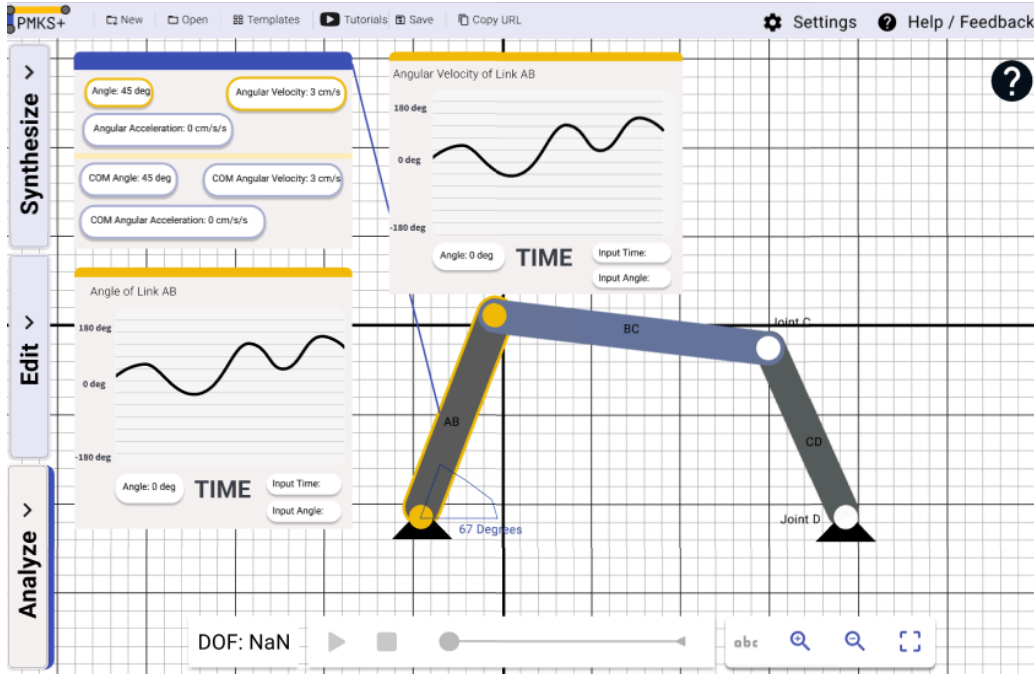 PMKS+ New Open Templates Tutorials Save Copy URL Settings Help / Feedback
Synthesize
Edit
Analyze
Angle: 45 deg Angular Velocity: 3 cm/s
Angular Acceleration: 0 cm/s/s
COM Angle: 45 deg COM Angular Velocity: 3 cm/s
COM Angular Acceleration: 0 cm/s/s
Angular Velocity of Link AB
180 deg
0 deg
-180 deg
Angle: 0 deg TIME Input Time:
Input Angle:
Angle of Link AB
180 deg
0 deg
-180 deg
Angle: 0 deg TIME Input Time:
Input Angle:
Joint C
BC
AB
CD
Joint D
67 Degrees
DOF: NaN
abc